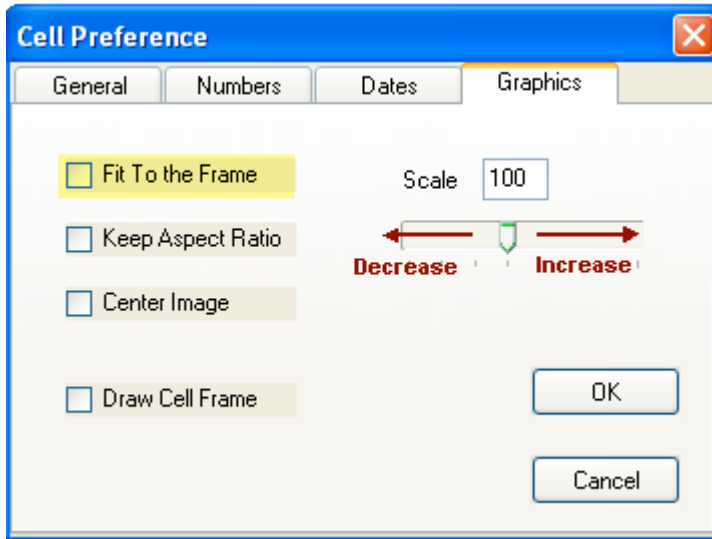 Cell Preference
General Numbers Dates Graphics
Fit To the Frame
Scale 100
Keep Aspect Ratio
Decrease Increase
Center Image
Draw Cell Frame
OK
Cancel